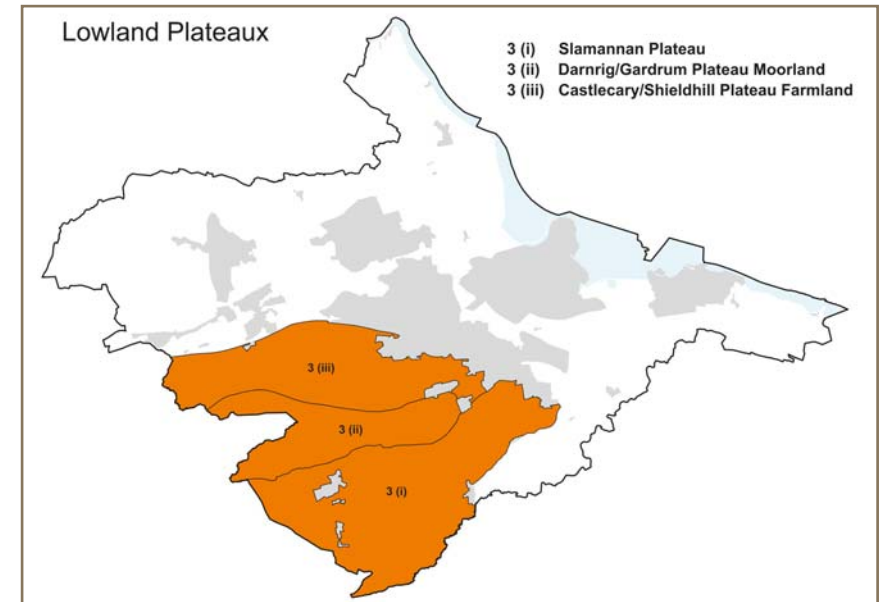 Lowland Plateaux
3 (i) Slamannan Plateau
3 (ii) Darnrig/Gardrum Plateau Moorland
3 (iii) Castlecary/Shieldhill Plateau Farmland
3 (iii)
3 (ii)
3 (i)